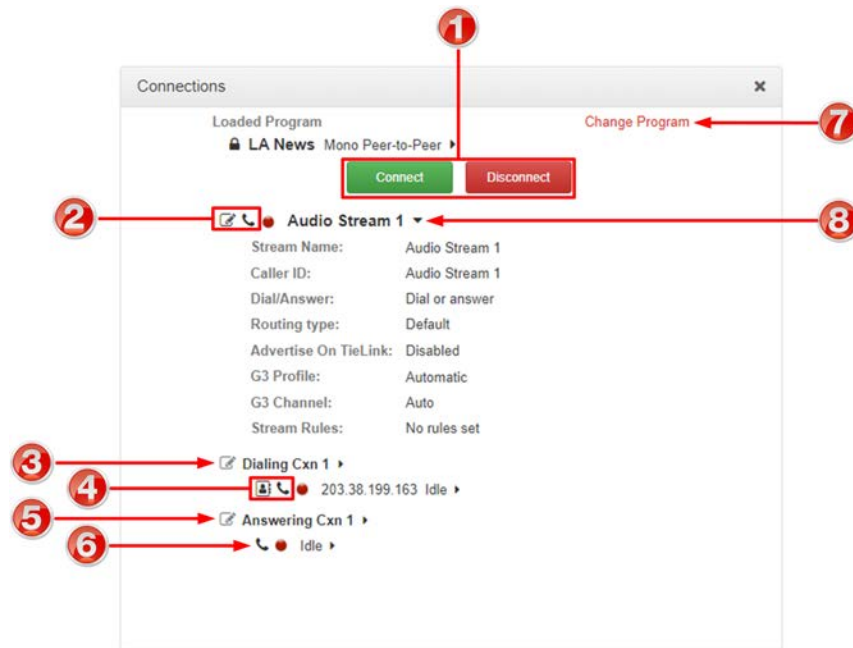 1
Connections
Loaded Program Change Program 7
LA News Mono Peer-to-Peer
Connect Disconnect
2 Audio Stream 1 8
Stream Name: Audio Stream 1
Caller ID: Audio Stream 1
Dial/Answer: Dial or answer
Routing type: Default
Advertise On TieLink: Disabled
G3 Profile: Automatic
G3 Channel: Auto
Stream Rules: No rules set
3 Dialing Cxn 1
4 203.38.199.163 Idle
5 Answering Cxn 1
6 Idle